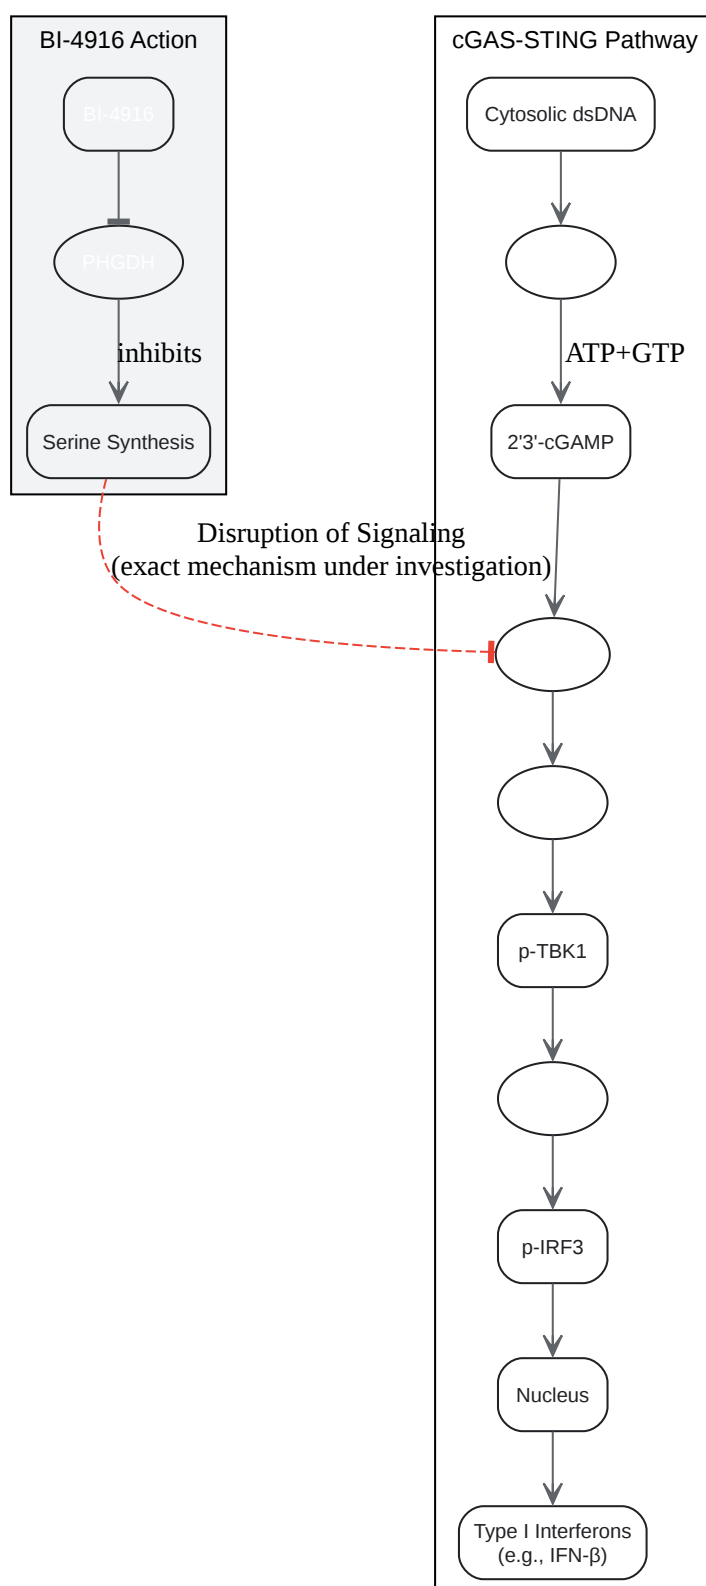 BI-4916 Action
BI-4916
PHGDH
inhibits
Serine Synthesis
cGAS-STING Pathway
Cytosolic dsDNA
ATP+GTP
2'3'-cGAMP
Disruption of Signaling
(exact mechanism under investigation)
p-TBK1
p-IRF3
Nucleus
Type I Interferons
(e.g., IFN-β)